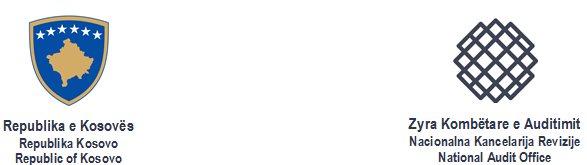 Republika e Kosovës
Republika Kosovo
Republic of Kosovo
Zyra Kombëtare e Auditimit
Nacionalna Kancelarija Revizije
National Audit Office